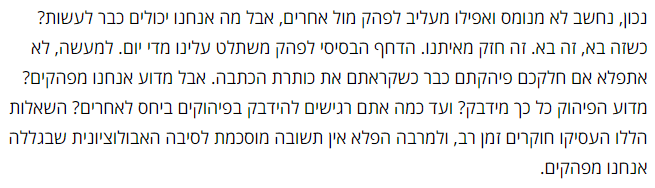 נכון, נחשב לא מנומס ואפילו מעליב לפהק מול אחרים, אבל מה אנחנו יכולים כבר לעשות?
כשזה בא, זה בא. זה חזק מאיתנו. הדחף הבסיסי לפהק משתלט עלינו מדי יום. למעשה, לא
אתפלא אם חלקכם פיהקתם כבר כשקראתם את כותרת הכתבה. אבל מדוע אנחנו מפהקים?
מדוע הפיהוק כל כך מידבק? ועד כמה אתם רגישים להידבק בפיהוקים ביחס לאחרים? השאלות
הללו העסיקו חוקרים זמן רב, ולמרבה הפלא אין תשובה מוסכמת לסיבה האבולוציונית שבגללה
אנחנו מפהקים.